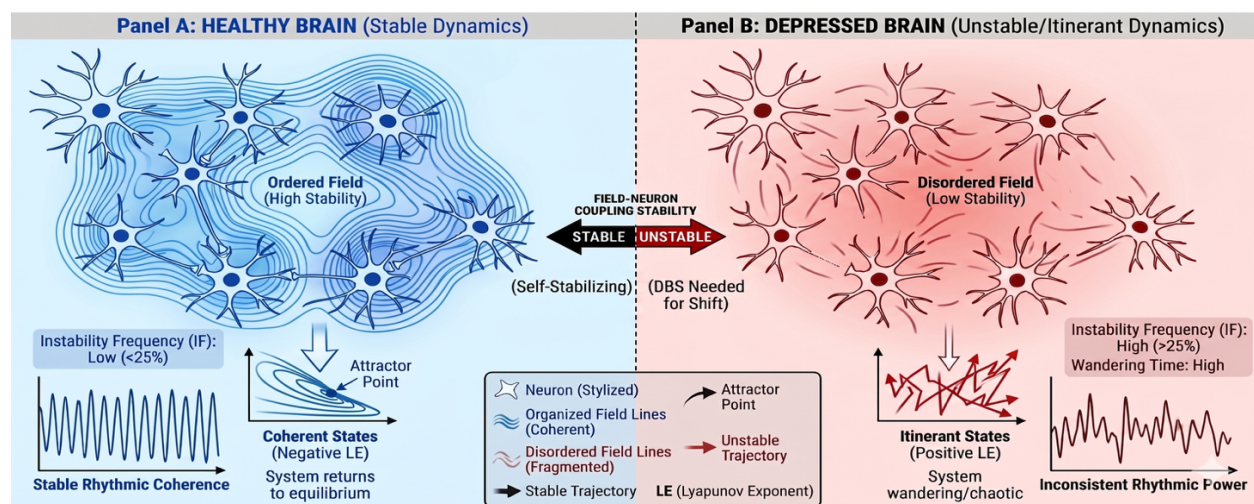 Panel A: HEALTHY BRAIN (Stable Dynamics)
Ordered Field
(High Stability)
Instability Frequency (IF):
Low (<25%)
Stable Rhythmic Coherence
Attractor
Point
Coherent States
(Negative LE)
System returns
to equilibrium
FIELD-NEURON
COUPLING STABILITY
STABLE UNSTABLE
(Self-Stabilizing)
(DBS Needed
for Shift)
Neuron (Stylized)
Organized Field Lines
(Coherent)
Disordered Field Lines
(Fragmented)
Stable Trajectory
Attractor
Point
Unstable
Trajectory
LE (Lyapunov Exponent)
Panel B: DEPRESSED BRAIN (Unstable/Itinerant Dynamics)
Disordered Field
(Low Stability)
Itinerant States
(Positive LE)
System
wandering/chaotic
Instability Frequency (IF):
High (>25%)
Wandering Time: High
Inconsistent Rhythmic Power